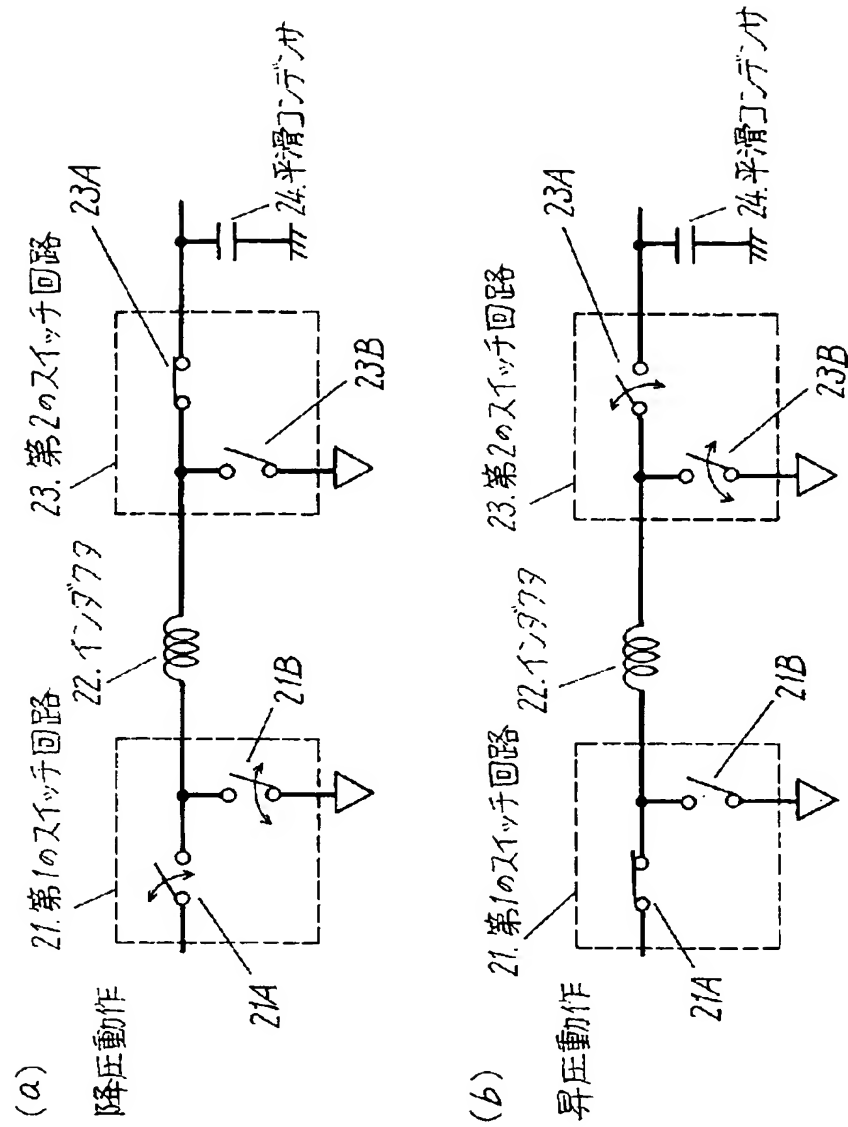 (a)
降圧動作
21.第1のスイッチ回路
22.インダクタ
23.第2のスイッチ回路
23A
24.平滑コンデンサ
21A
21B
23B
(b)
昇圧動作
21.第1のスイッチ回路
22.インダクタ
23.第2のスイッチ回路
23A
24.平滑コンデンサ
21A
21B
23B